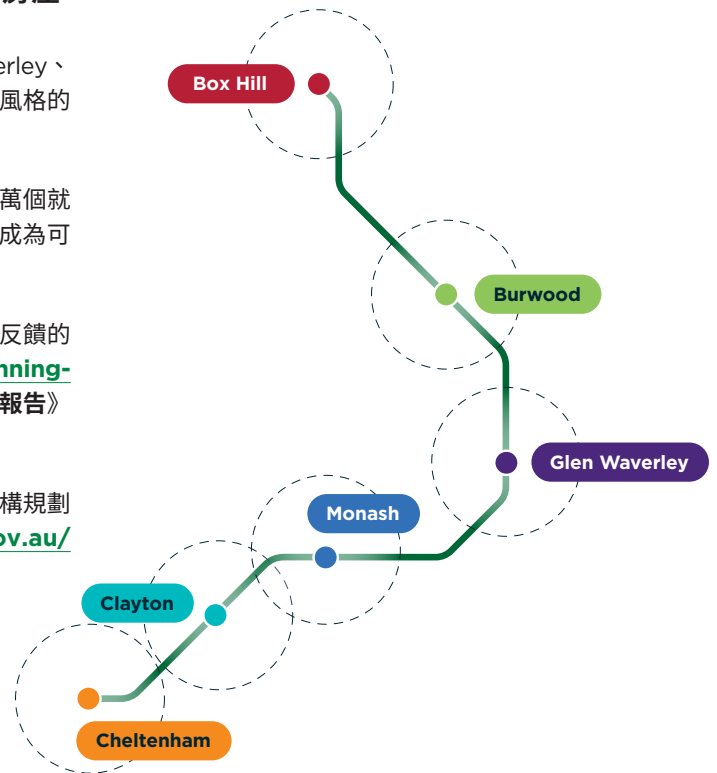 erley、
風格的
萬個就
成為可
反饋的
nning-
報告》
構規劃
ov.au/
Box Hill
Burwood
Glen Waverley
Monash
Clayton
Cheltenham